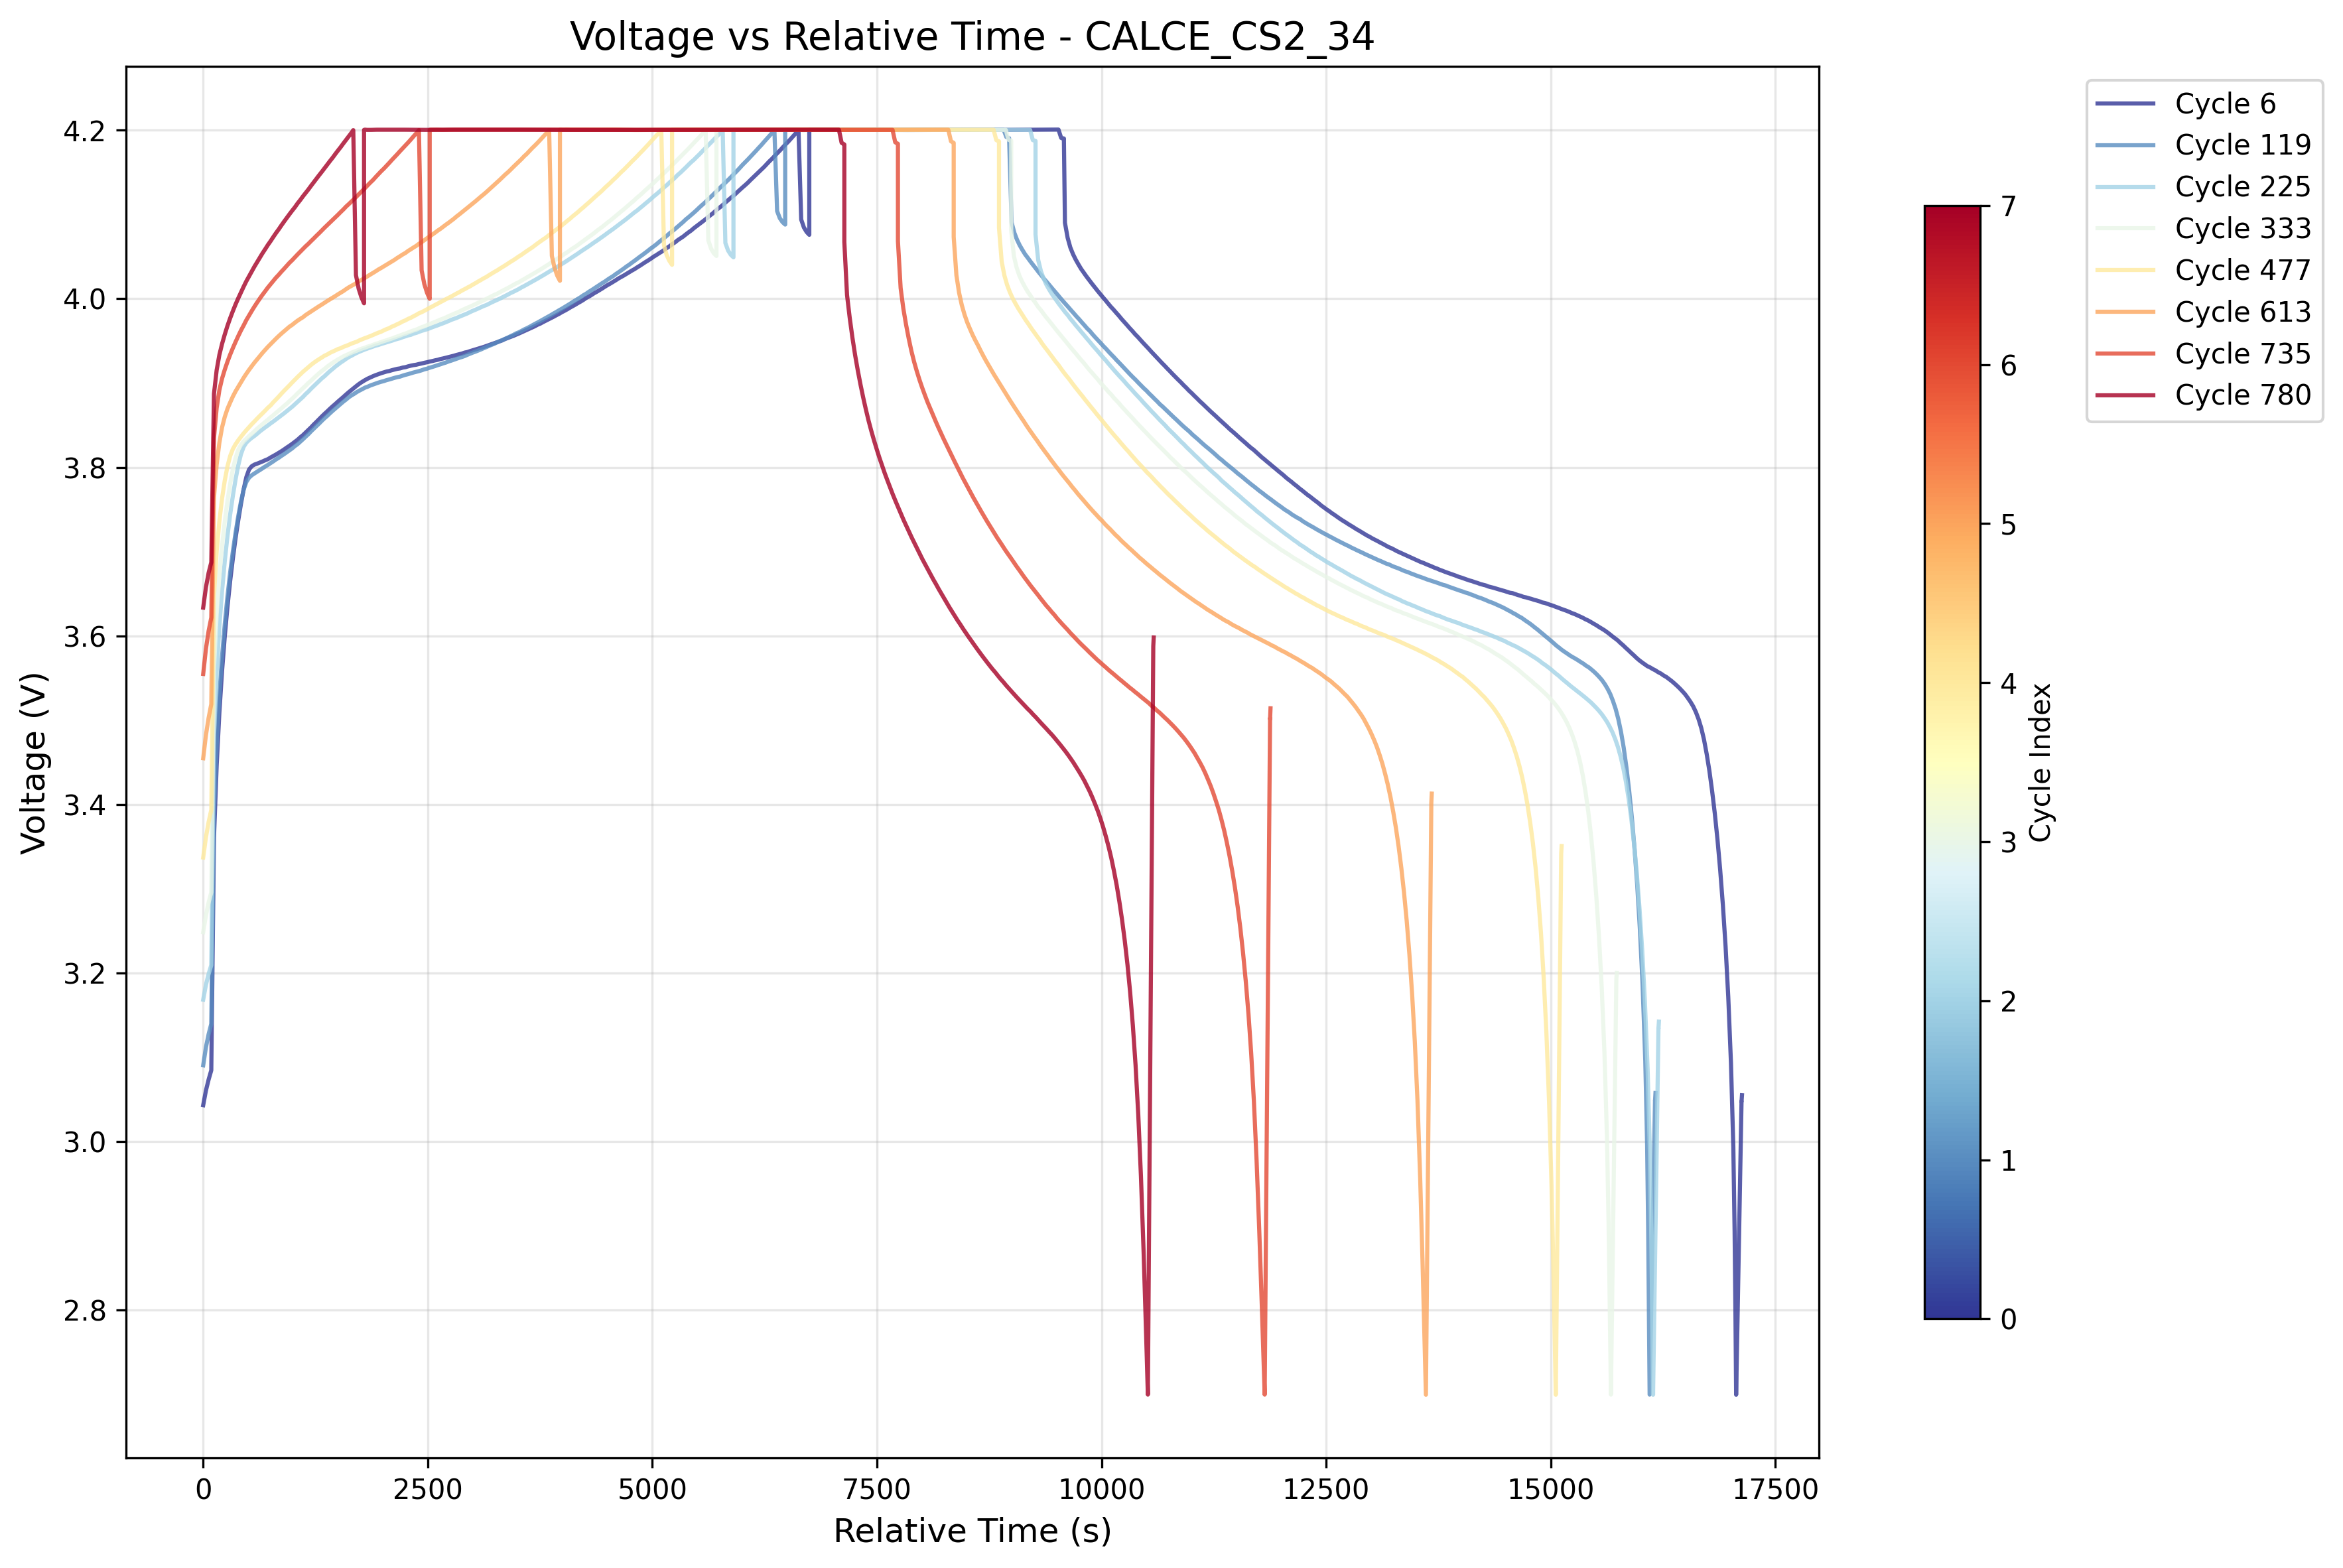 Voltage vs Relative Time - CALCE_CS2_34
Voltage (V)
4.2
4.0
3.8
3.6
3.4
3.2
3.0
2.8
0
2500
5000
7500
10000
12500
15000
17500
Relative Time (s)
7
6
5
4
3
2
1
0
Cycle Index
Cycle 6
Cycle 119
Cycle 225
Cycle 333
Cycle 477
Cycle 613
Cycle 735
Cycle 780